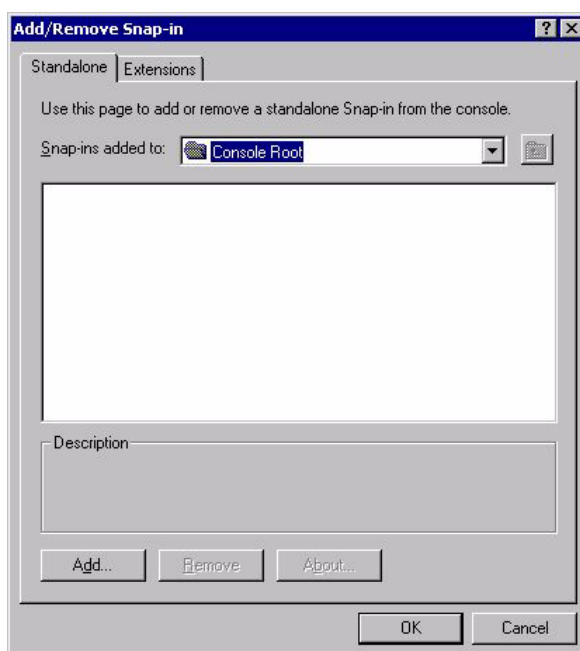 Add/Remove Snap-in
Standalone Extensions
Use this page to add or remove a standalone Snap-in from the console.
Snap-ins added to: Console Root
Description
Add... Remove About...
OK Cancel